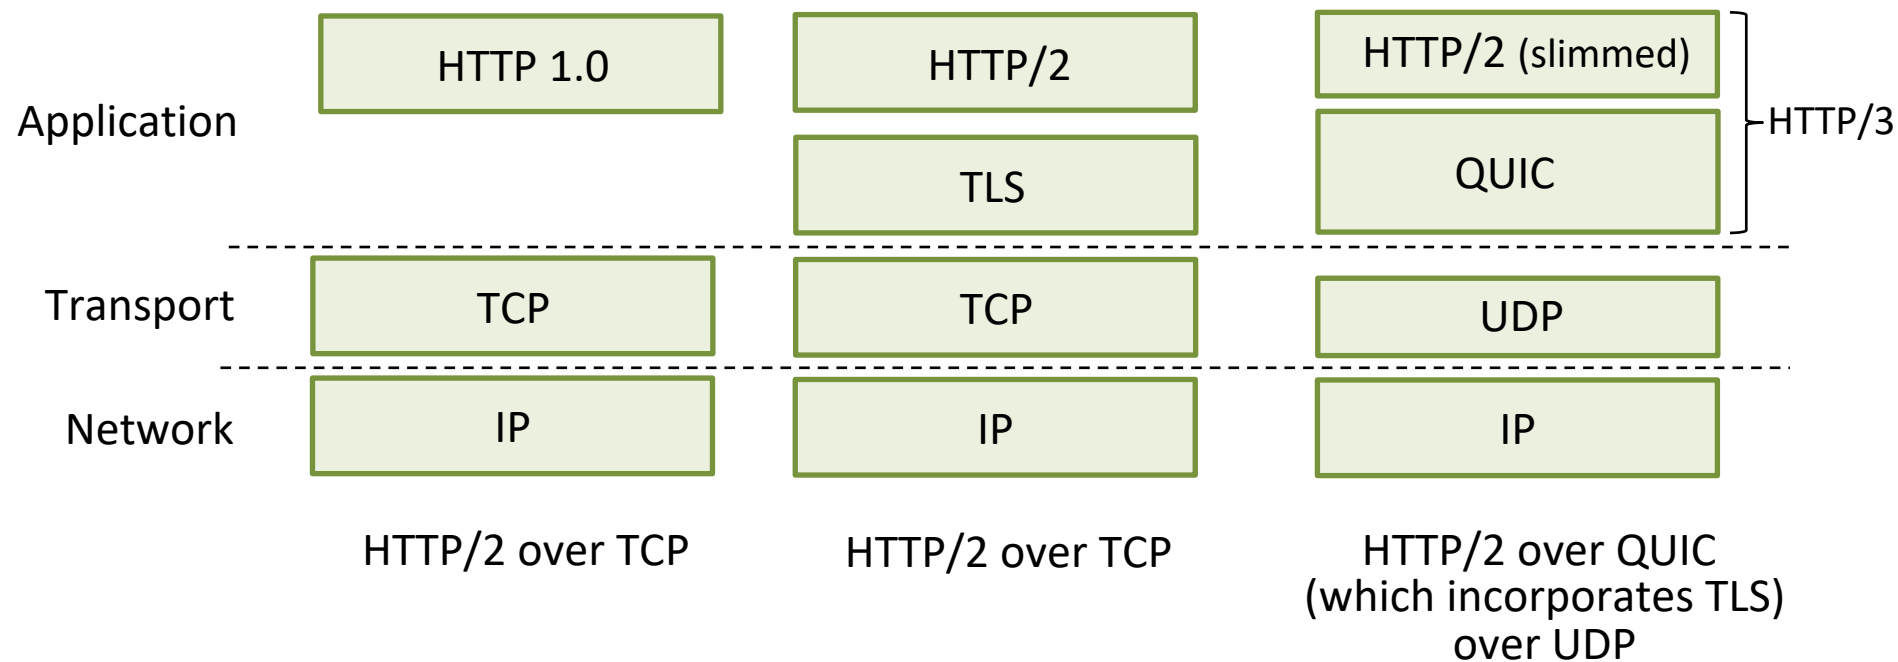 HTTP 1.0
HTTP/2
HTTP/2 (slimmed)
Application
HTTP/3
TLS
QUIC
Transport
TCP
TCP
UDP
Network
IP
IP
IP
HTTP/2 over TCP
HTTP/2 over TCP
HTTP/2 over QUIC
(which incorporates TLS)
over UDP